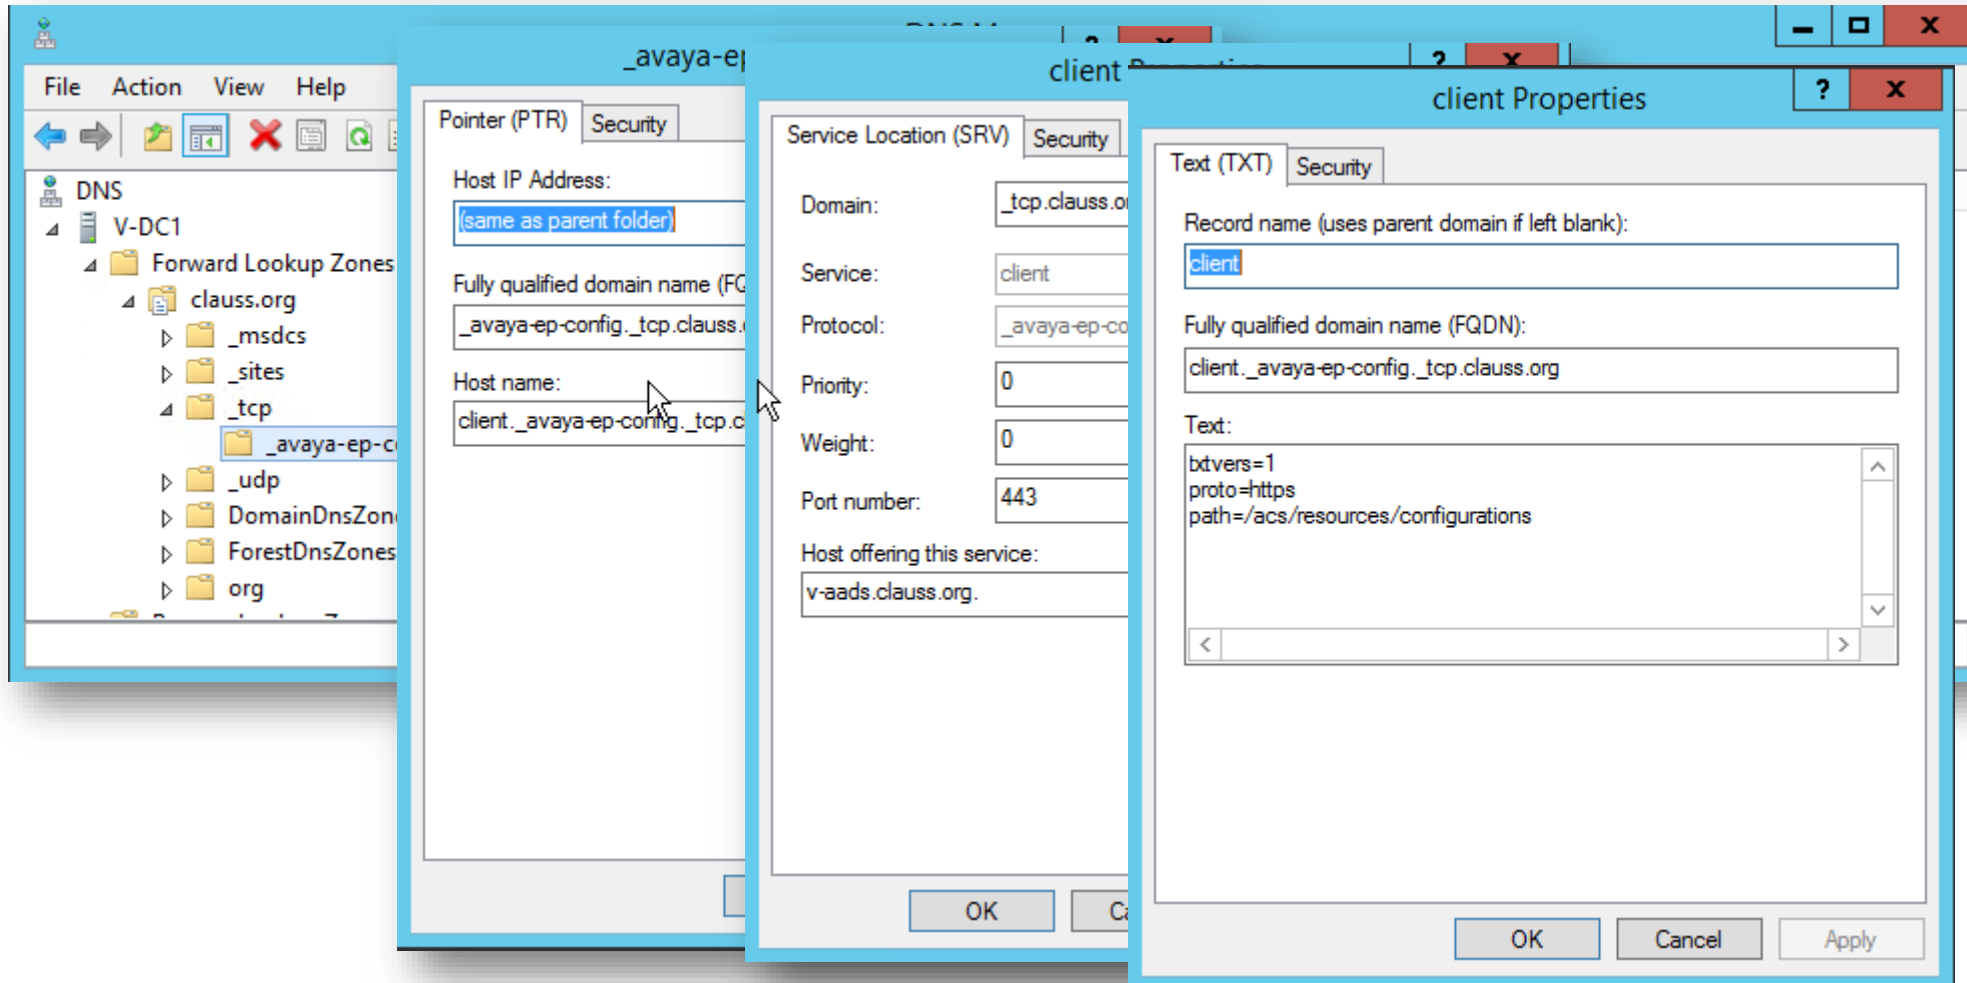 File Action View Help
DNS
V-DC1
Forward Lookup Zones
clauss.org
_msdcs
_sites
_tcp
_avaya-ep-c
_udp
DomainDnsZon
ForestDnsZones
org
_avaya-ep
Pointer (PTR) Security
Host IP Address:
(same as parent folder)
Fully qualified domain name (FQ
_avaya-ep-config._tcp.clauss.
Host name:
client._avaya-ep-config._tcp.c
client
Service Location (SRV) Security
Domain: _tcp.clauss.o
Service: client
Protocol: _avaya-ep-co
Priority: 0
Weight: 0
Port number: 443
Host offering this service:
v-aads.clauss.org.
OK Ca
client Properties
Text (TXT) Security
Record name (uses parent domain if left blank):
client
Fully qualified domain name (FQDN):
client._avaya-ep-config._tcp.clauss.org
Text:
txtvers=1
proto=https
path=/acs/resources/configurations
OK Cancel Apply